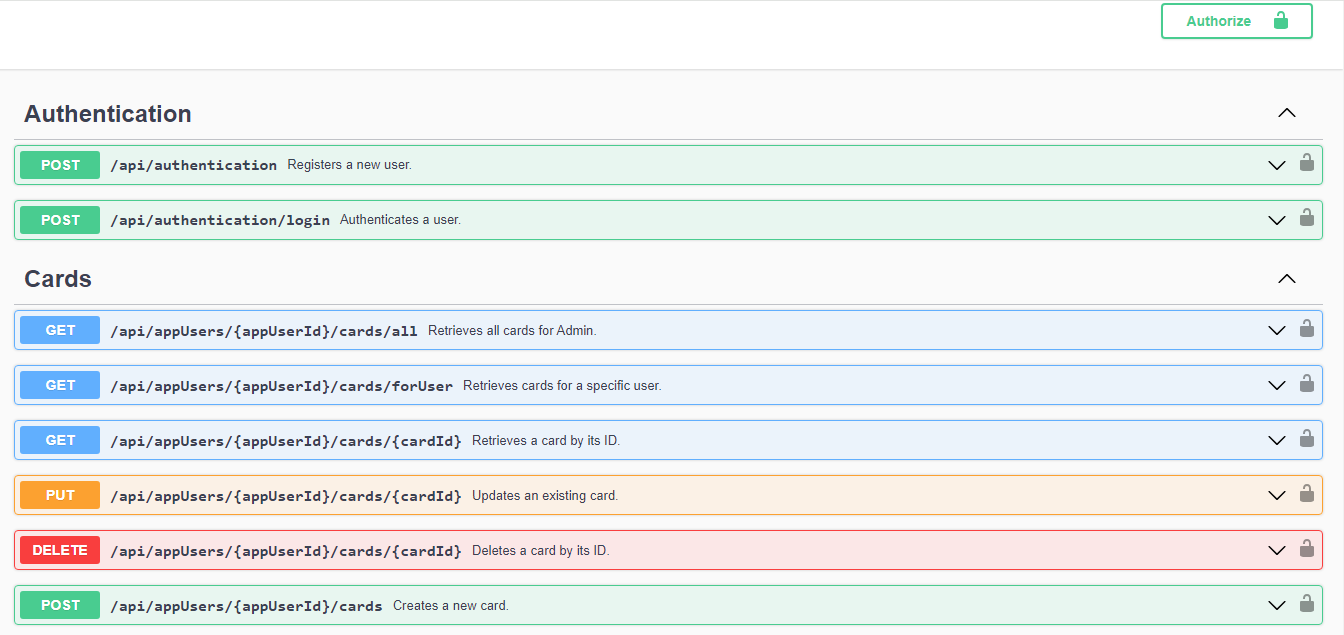 Authorize
Authentication
POST /api/authentication Registers a new user.
POST /api/authentication/login Authenticates a user.
Cards
GET /api/appUsers/{appUserId}/cards/all Retrieves all cards for Admin.
GET /api/appUsers/{appUserId}/cards/forUser Retrieves cards for a specific user.
GET /api/appUsers/{appUserId}/cards/{cardId} Retrieves a card by its ID.
PUT /api/appUsers/{appUserId}/cards/{cardId} Updates an existing card.
DELETE /api/appUsers/{appUserId}/cards/{cardId} Deletes a card by its ID.
POST /api/appUsers/{appUserId}/cards Creates a new card.